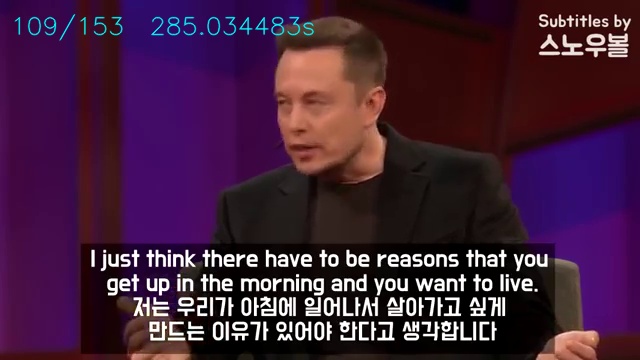 109/153 285.034483s
Subtitles by
스노우볼
I just think there have to be reasons that you
get up in the morning and you want to live.
저는 우리가 아침에 일어나서 살아가고 싶게
만드는 이유가 있어야 한다고 생각합니다